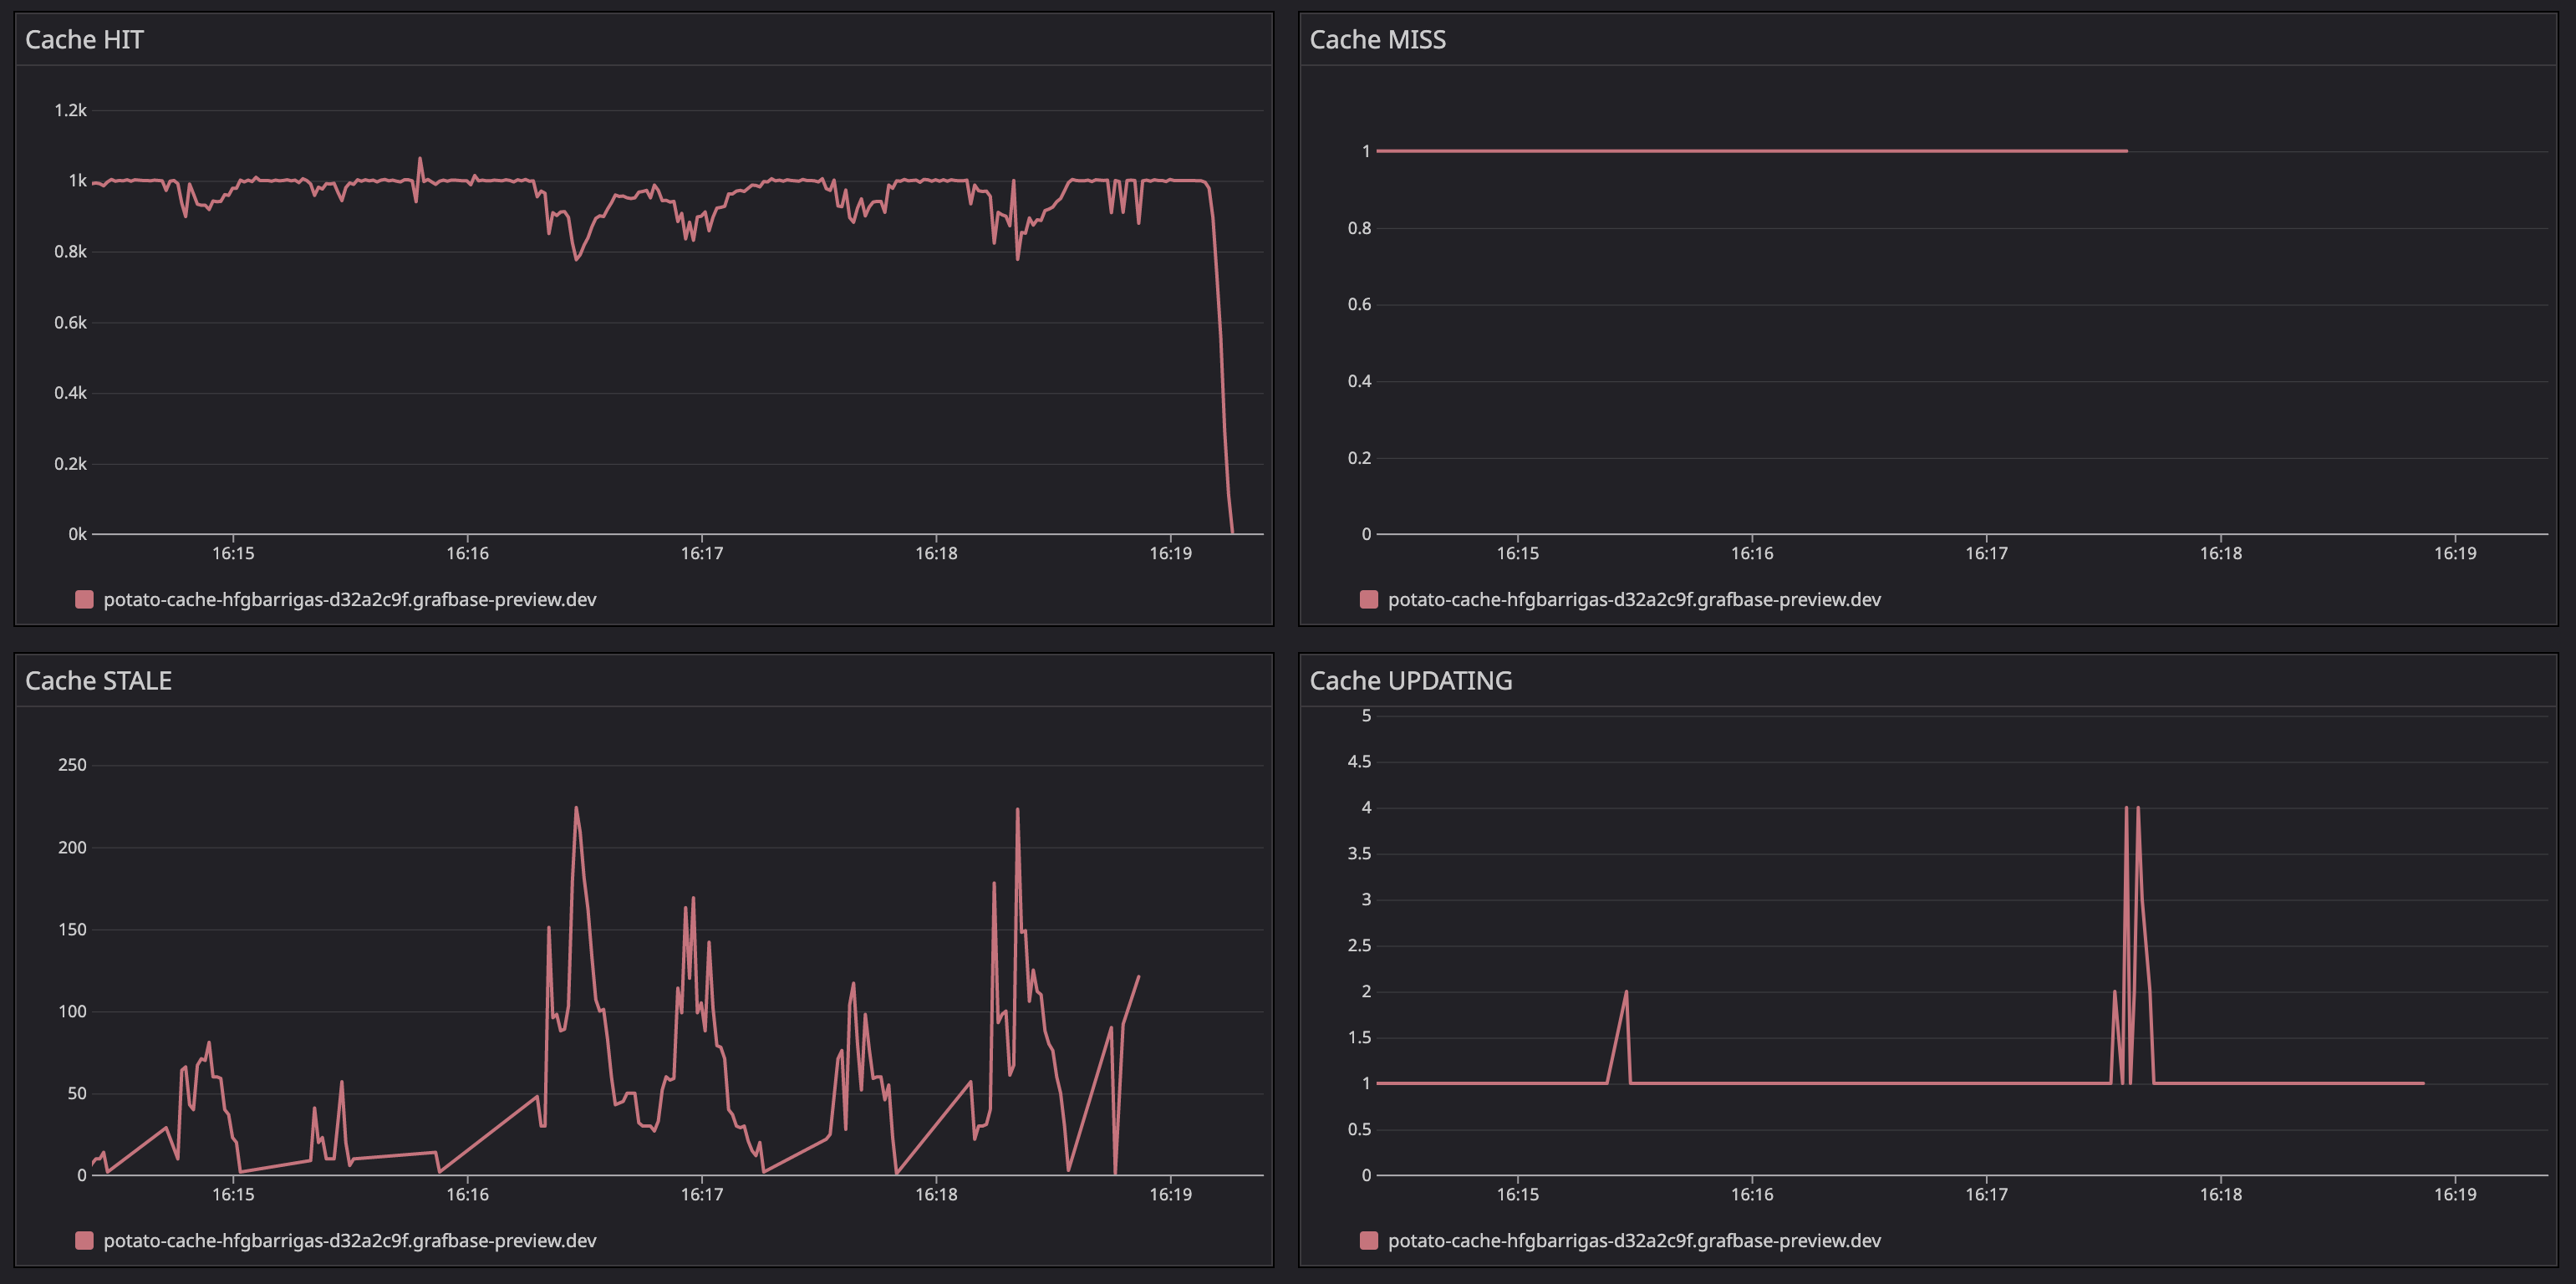 Cache HIT
1.2k
1k
0.8k
0.6k
0.4k
0.2k
0k
16:15 16:16 16:17 16:18 16:19
potato-cache-hfgbarrigas-d32a2c9f.grafbase-preview.dev
Cache MISS
1
0.8
0.6
0.4
0.2
0
16:15 16:16 16:17 16:18 16:19
potato-cache-hfgbarrigas-d32a2c9f.grafbase-preview.dev
Cache STALE
250
200
150
100
50
0
16:15 16:16 16:17 16:18 16:19
potato-cache-hfgbarrigas-d32a2c9f.grafbase-preview.dev
Cache UPDATING
5
4.5
4
3.5
3
2.5
2
1.5
1
0.5
0
16:15 16:16 16:17 16:18 16:19
potato-cache-hfgbarrigas-d32a2c9f.grafbase-preview.dev